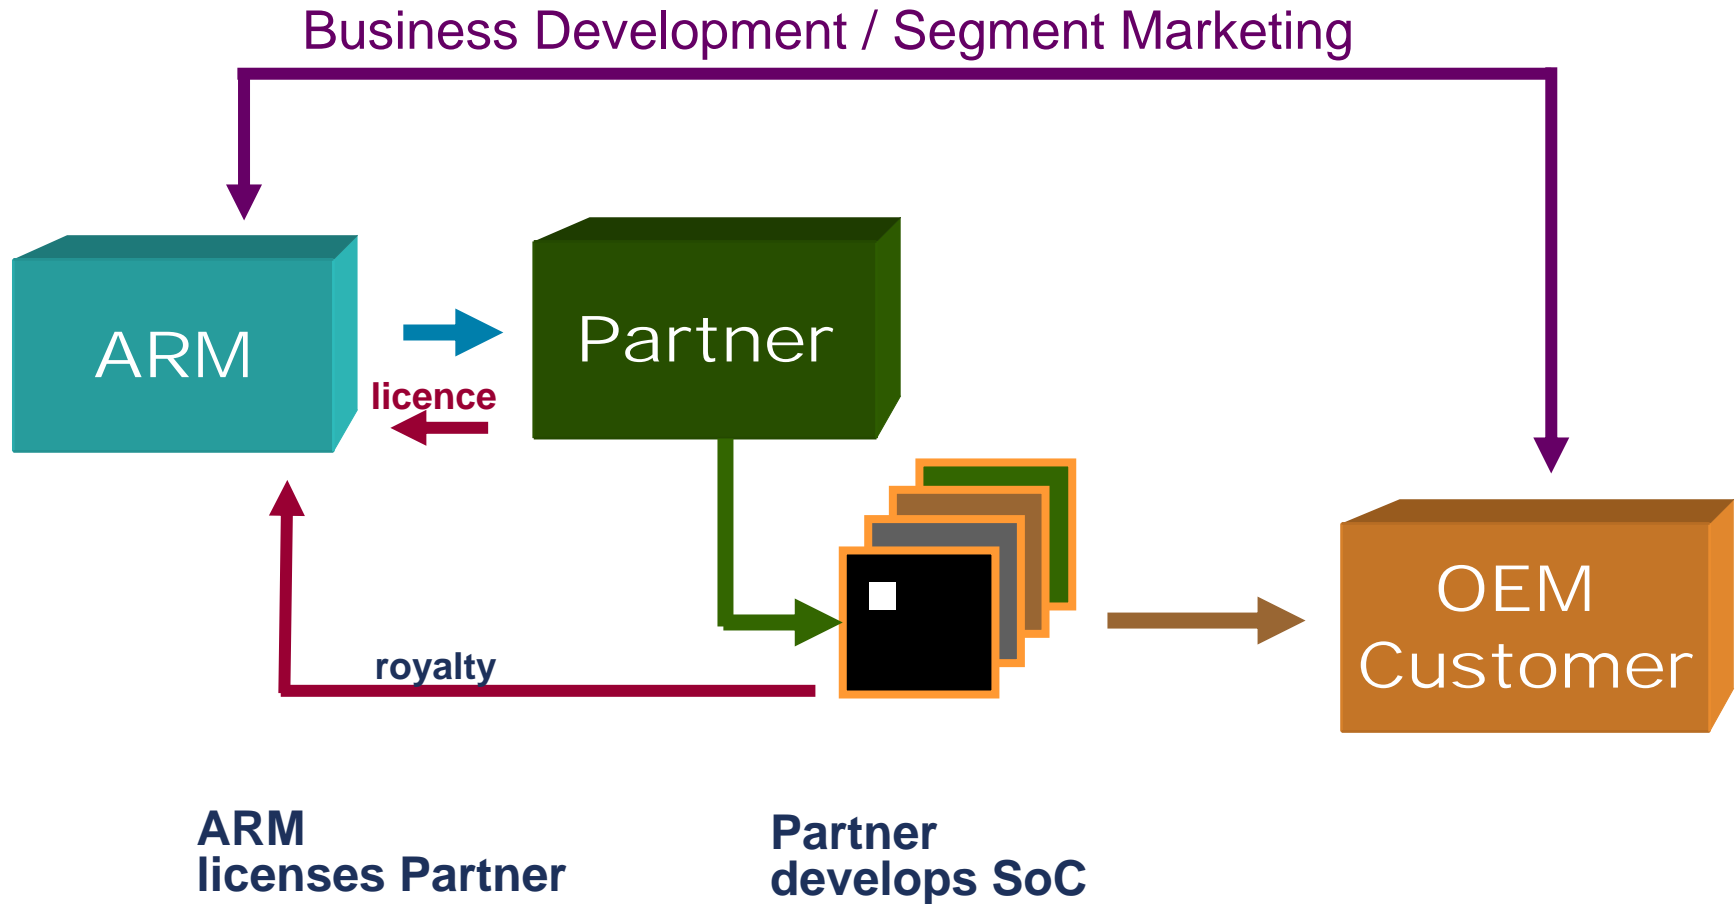 Business Development / Segment Marketing
ARM
Partner
licence
OEM
Customer
royalty
ARM
licenses Partner
Partner
develops SoC